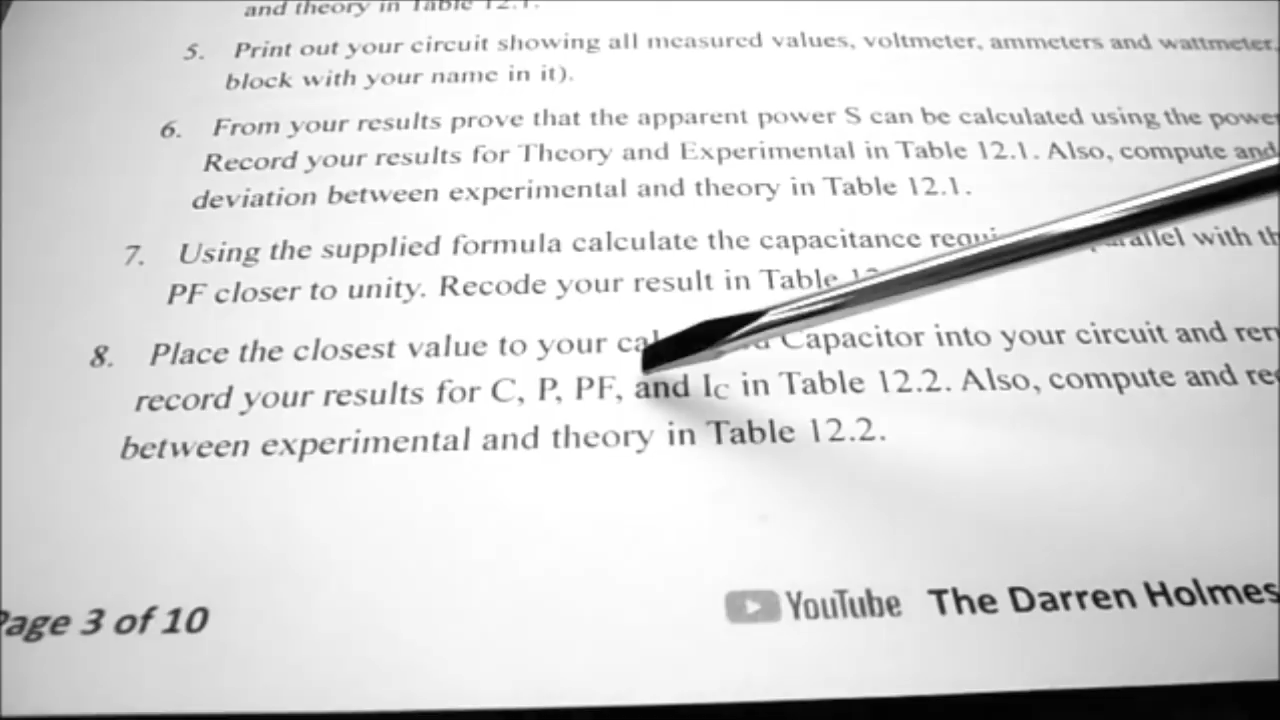 and theory in Table 12.1.
5. Print out your circuit showing all measured values, voltmeter, ammeters and wattmeter,
block with your name in it).
6. From your results prove that the apparent power S can be calculated using the power
Record your results for Theory and Experimental in Table 12.1. Also, compute and
deviation between experimental and theory in Table 12.1.
7. Using the supplied formula calculate the capacitance with
PF closer to unity. Recode your result in Table
8. Place the closest value to your Capacitor into your circuit and
record your results for C, P, PF, and IC in Table 12.2. Also, compute and
between experimental and theory in Table 12.2.
Page 3 of 10
YouTube The Darren Holmes